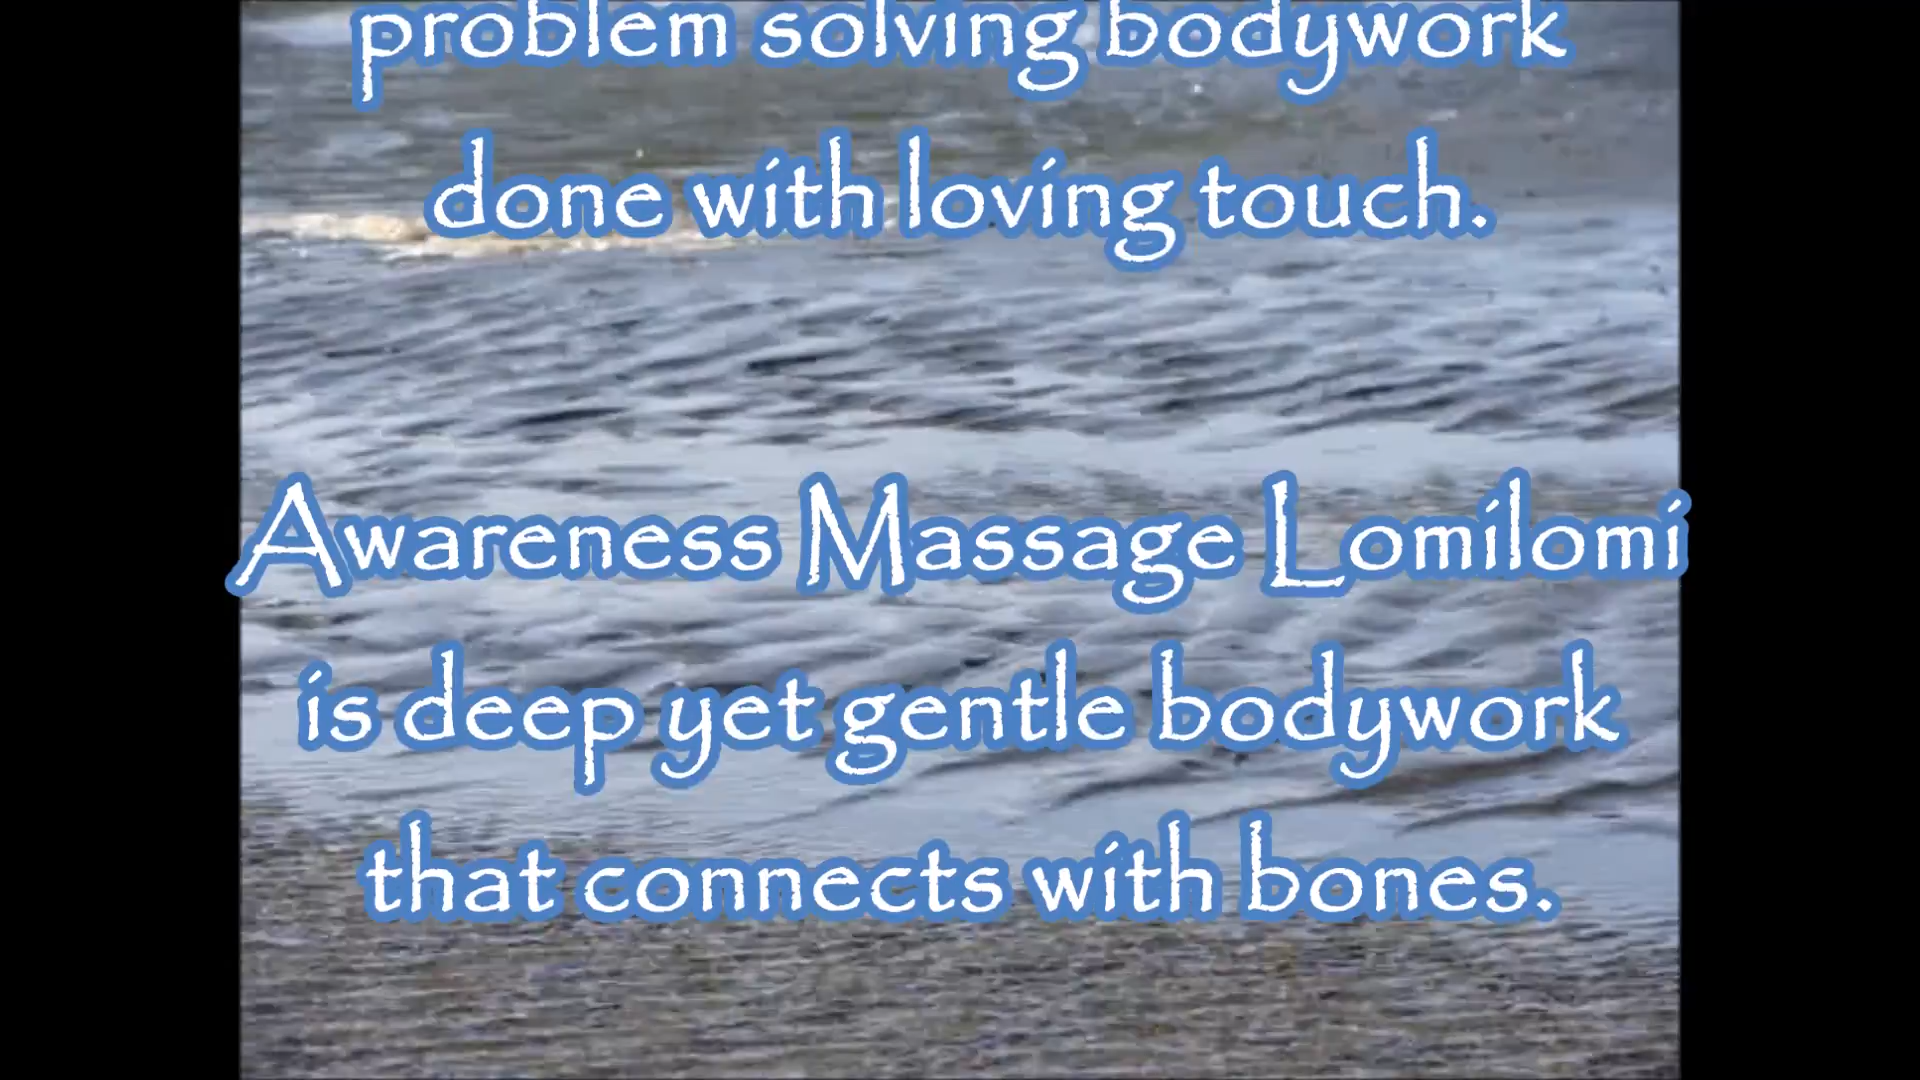 problem solving bodywork
done with loving touch.
Awareness Massage Lomilomi
is deep yet gentle bodywork
that connects with bones.